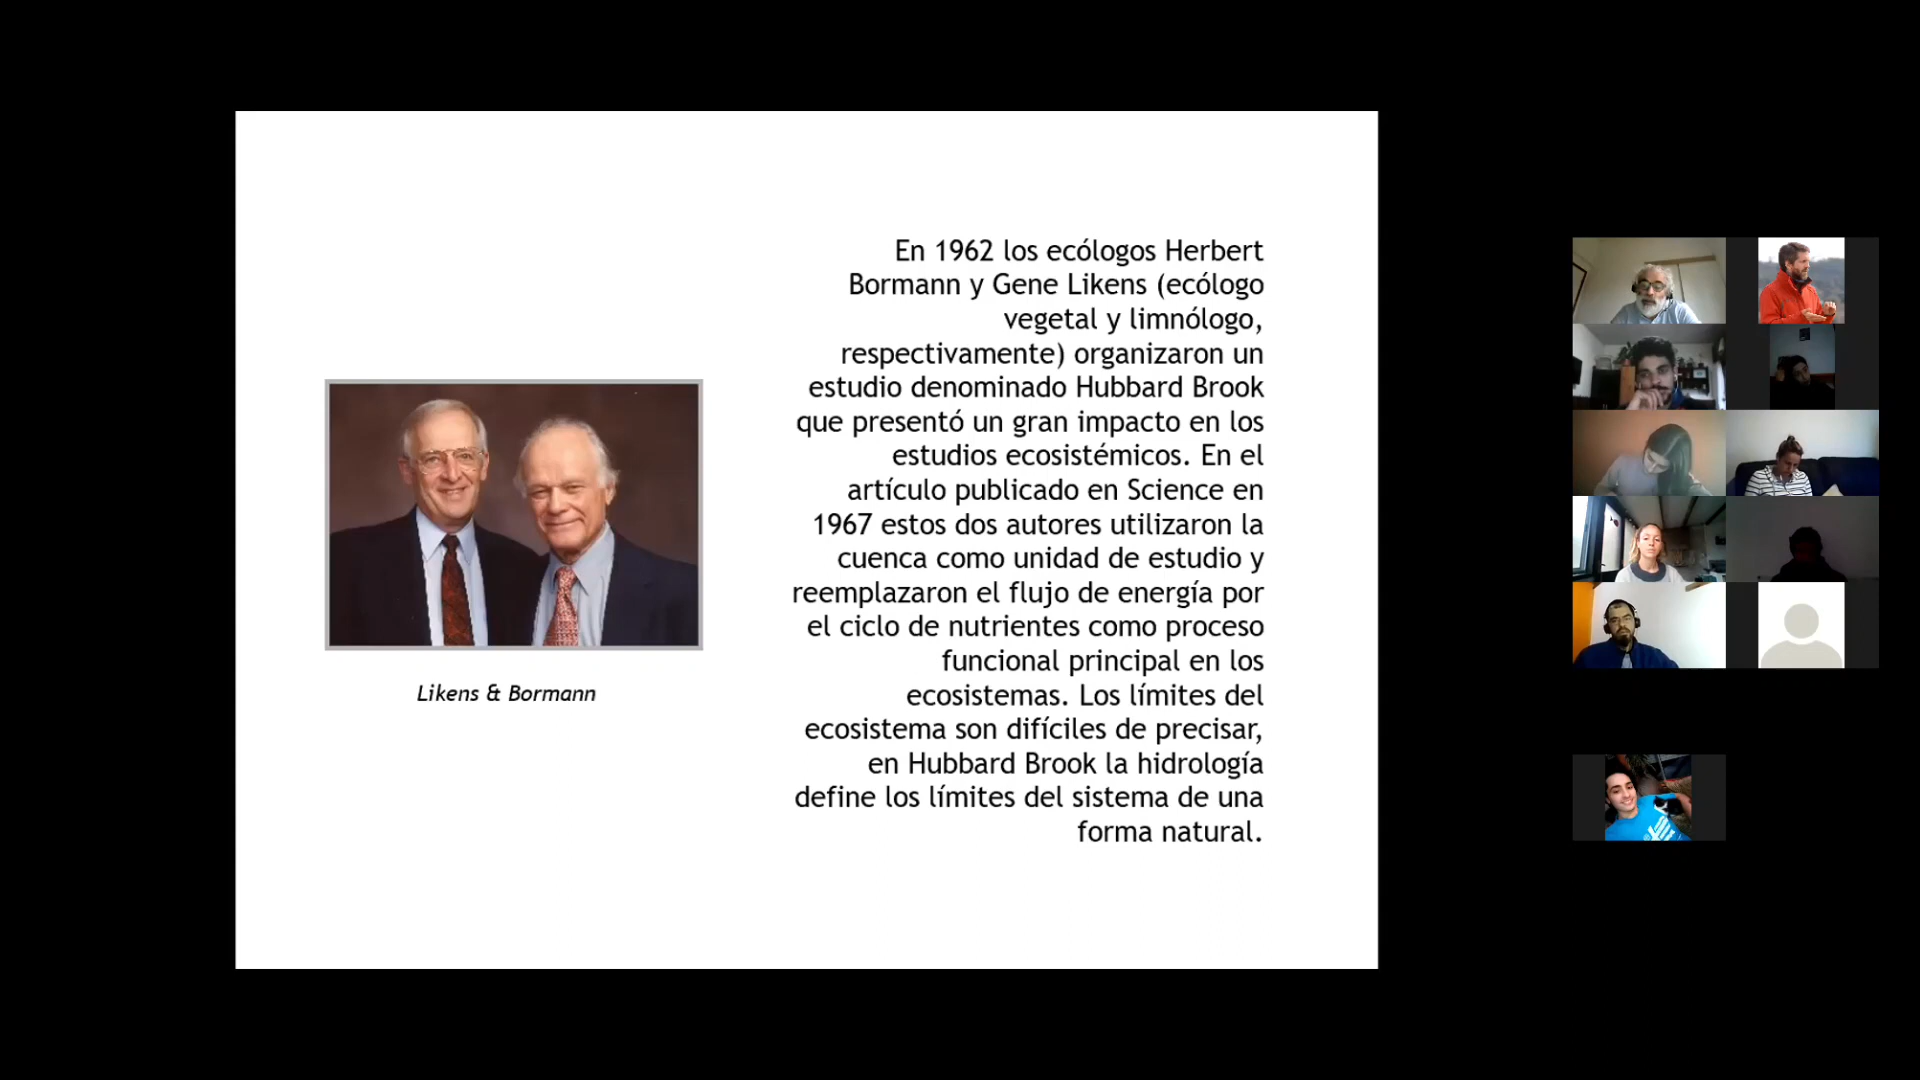 En 1962 los ecólogos Herbert
Bormann y Gene Likens (ecólogo
vegetal y limnólogo,
respectivamente) organizaron un
estudio denominado Hubbard Brook
que presentó un gran impacto en los
estudios ecosistémicos. En el
artículo publicado en Science en
1967 estos dos autores utilizaron la
cuenca como unidad de estudio y
reemplazaron el flujo de energía por
el ciclo de nutrientes como proceso
funcional principal en los
ecosistemas. Los límites del
ecosistema son difíciles de precisar,
en Hubbard Brook la hidrología
define los límites del sistema de una
forma natural.
Likens & Bormann